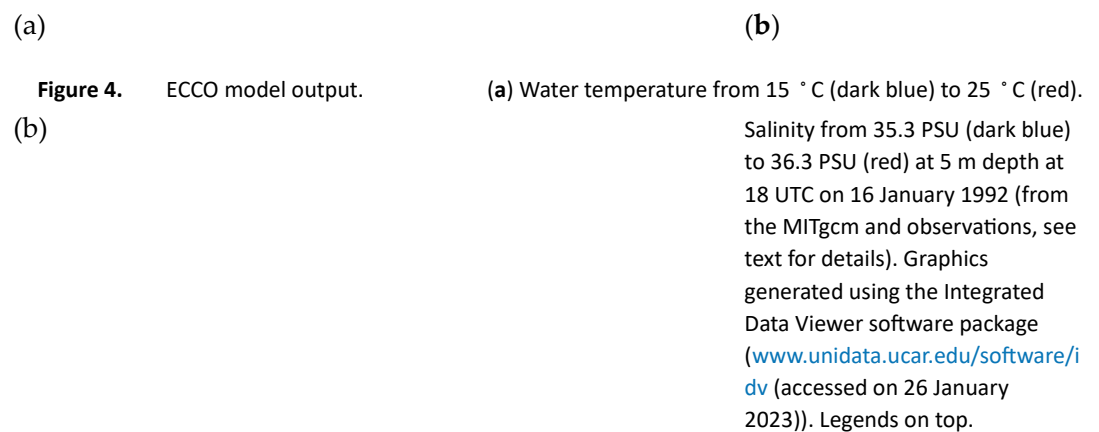 (a) (b)
Figure 4. ECCO model output. (a) Water temperature from 15 °C (dark blue) to 25 °C (red).
(b) Salinity from 35.3 PSU (dark blue)
to 36.3 PSU (red) at 5 m depth at
18 UTC on 16 January 1992 (from
the MITgcm and observations, see
text for details). Graphics
generated using the Integrated
Data Viewer software package
(www.unidata.ucar.edu/software/i
dv (accessed on 26 January
2023)). Legends on top.